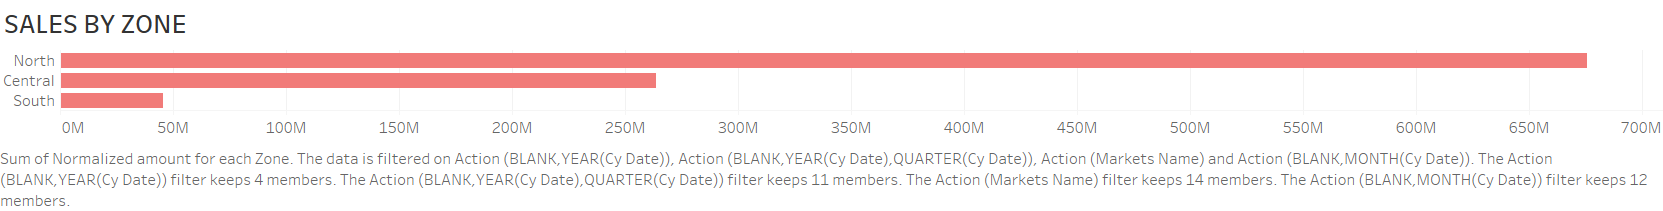 SALES BY ZONE
North
Central
South
0M 50M 100M 150M 200M 250M 300M 350M 400M 450M 500M 550M 600M 650M 700M
Sum of Normalized amount for each Zone. The data is filtered on Action (BLANK,YEAR(Cy Date)), Action (BLANK,YEAR(Cy Date),QUARTER(Cy Date)), Action (Markets Name) and Action (BLANK,MONTH(Cy Date)). The Action
(BLANK,YEAR(Cy Date)) filter keeps 4 members. The Action (BLANK,YEAR(Cy Date),QUARTER(Cy Date)) filter keeps 11 members. The Action (Markets Name) filter keeps 14 members. The Action (BLANK,MONTH(Cy Date)) filter keeps 12
members.